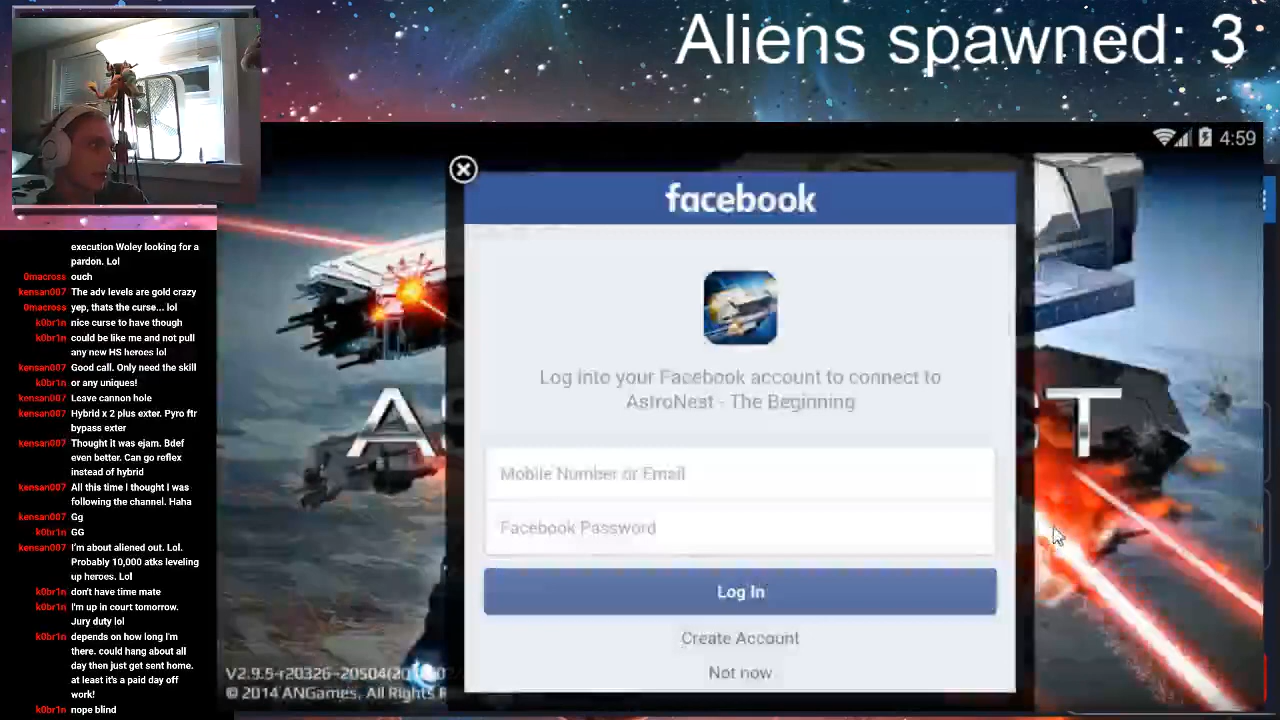 Aliens spawned: 3
4:59
facebook
Log into your Facebook account to connect to
AstroNest - The Beginning
Mobile Number or Email
Facebook Password
Log In
Create Account
Not now
A
T
V2.9.5-r20326-20504(20
© 2014 ANGames, All Rights R
execution Woley looking for a
pardon. Lol
0macross ouch
kensan007 The adv levels are gold crazy
0macross yep, thats the curse... lol
k0br1n nice curse to have though
k0br1n could be like me and not pull
any new HS heroes lol
kensan007 Good call. Only need the skill
k0br1n or any uniques!
kensan007 Leave cannon hole
kensan007 Hybrid x 2 plus exter. Pyro ftr
bypass exter
kensan007 Thought it was ejam. Bdef
even better. Can go reflex
instead of hybrid
kensan007 All this time I thought I was
following the channel. Haha
kensan007 Gg
k0br1n GG
kensan007 I'm about aliened out. Lol.
Probably 10,000 atks leveling
up heroes. Lol
k0br1n don't have time mate
k0br1n I'm up in court tomorrow.
Jury duty lol
k0br1n depends on how long I'm
there. could hang about all
day then just get sent home.
at least it's a paid day off
work!
k0br1n nope blind